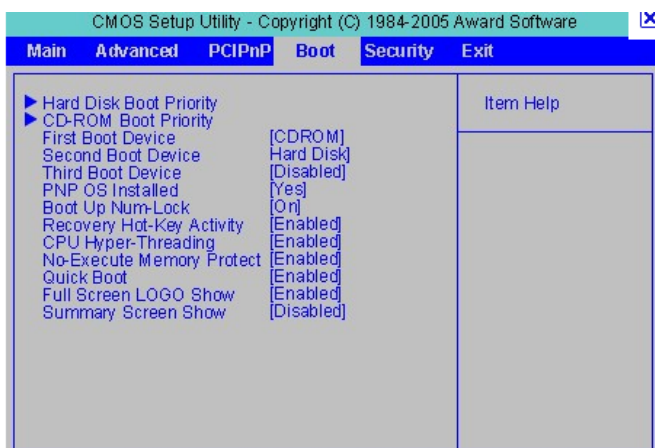 CMOS Setup Utility - Copyright (C) 1984-2005 Award Software
Main Advanced PCIPnP Boot Security Exit
Hard Disk Boot Priority
CD-ROM Boot Priority
First Boot Device [CDROM]
Second Boot Device Hard Disk]
Third Boot Device [Disabled]
PNP OS Installed [Yes]
Boot Up Num-Lock [On]
Recovery Hot-Key Activity [Enabled]
CPU Hyper-Threading [Enabled]
No-Execute Memory Protect [Enabled]
Quick Boot [Enabled]
Full Screen LOGO Show [Enabled]
Summary Screen Show [Disabled]
Item Help